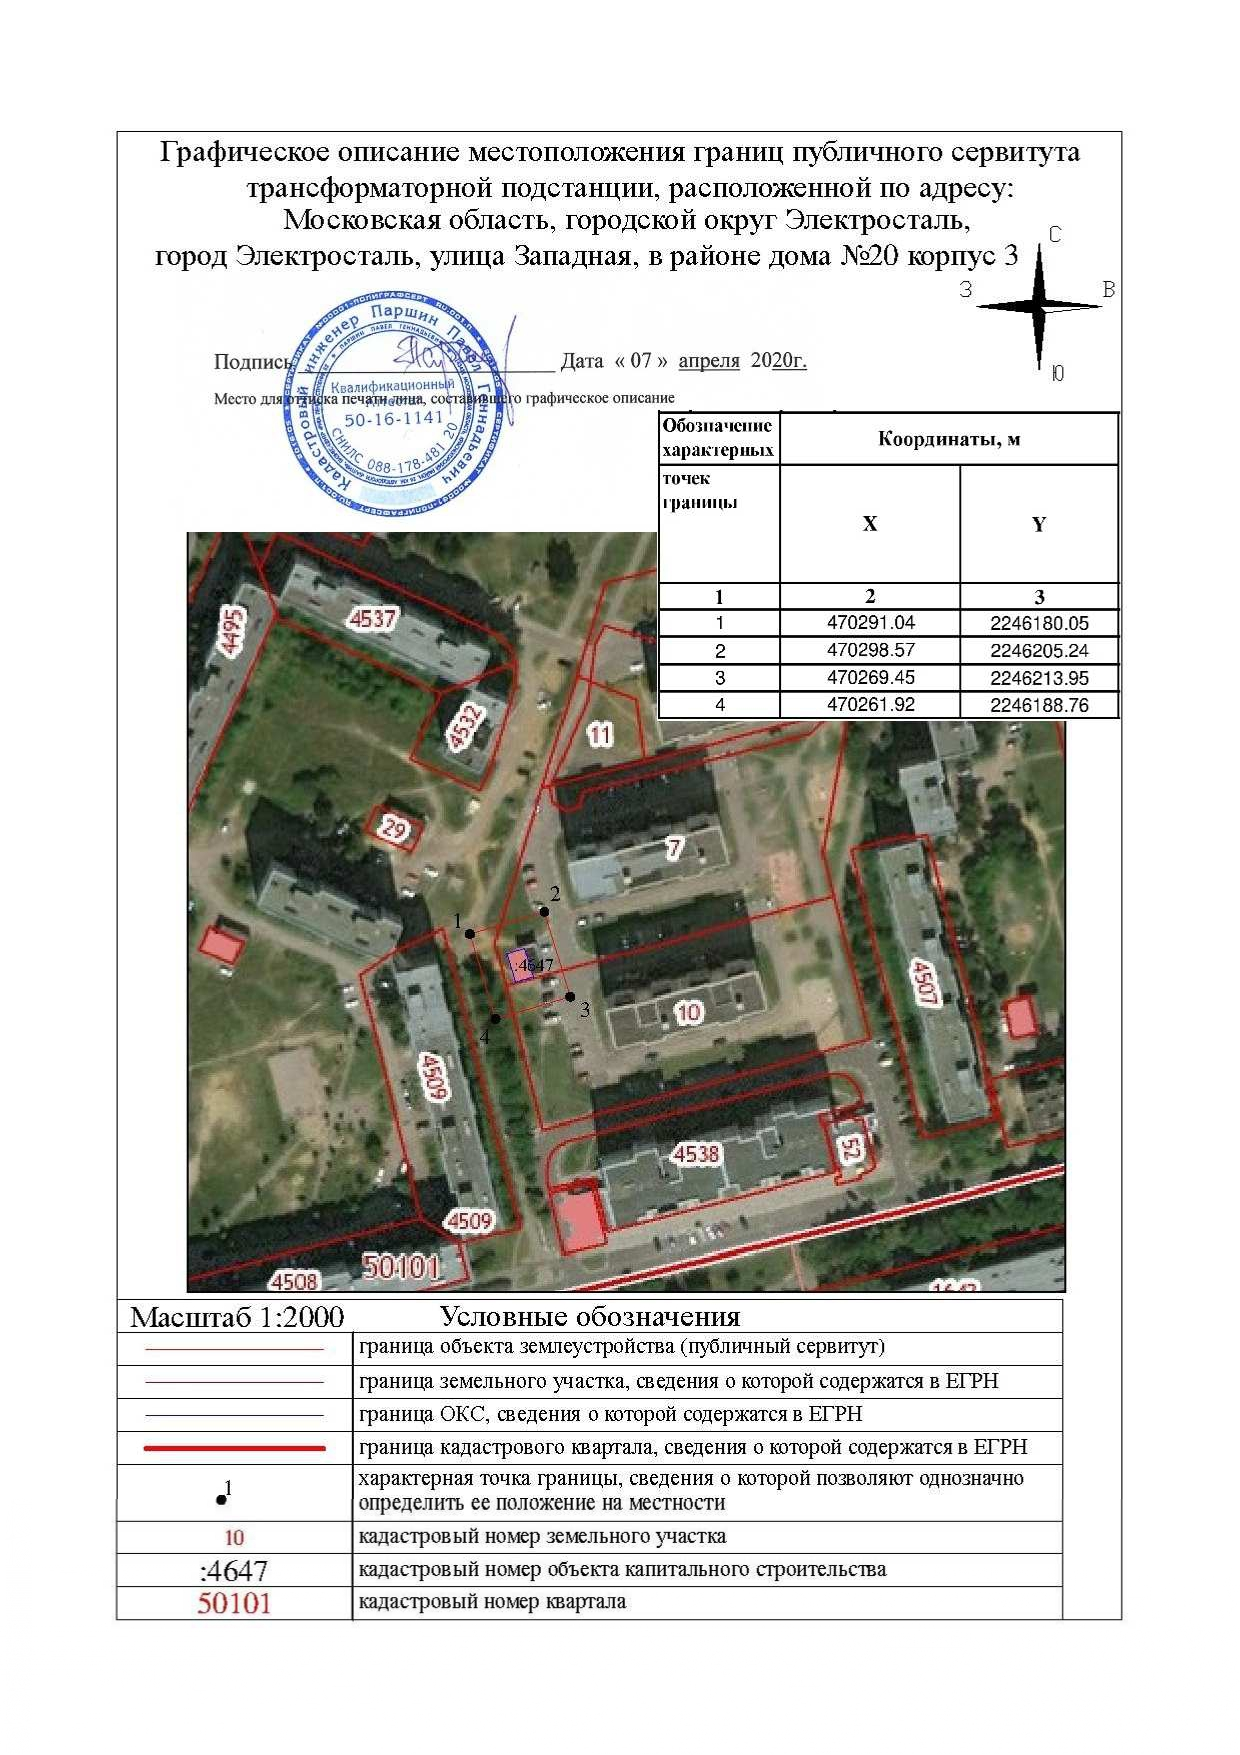 Графическое описание местоположения границ публичного сервитута
трансформаторной подстанции, расположенной по адресу:
Московская область, городской округ Электросталь,
город Электросталь, улица Западная, в районе дома №20 корпус 3
С
З
В
Ю
Подпись Дата « 07 » апреля 2020г.
Место для оттиска печати лица, составившего графическое описание
Кадастровый инженер Паршин Павел Геннадьевич
Квалификационный
аттестат
50-16-1141
СНИЛС 088-178-481 20
Обозначение
характерных
Координаты, м
точек
границы
X
Y
1 2 3
1 470291.04 2246180.05
2 470298.57 2246205.24
3 470269.45 2246213.95
4 470261.92 2246188.76
4495
4537
4532
11
29
7
2
1
:4647
3
4
10
4507
4509
4538
52
4509
50101
4508
Масштаб 1:2000 Условные обозначения
граница объекта землеустройства (публичный сервитут)
граница земельного участка, сведения о которой содержатся в ЕГРН
граница ОКС, сведения о которой содержатся в ЕГРН
граница кадастрового квартала, сведения о которой содержатся в ЕГРН
1
характерная точка границы, сведения о которой позволяют однозначно
определить ее положение на местности
10 кадастровый номер земельного участка
:4647 кадастровый номер объекта капитального строительства
50101 кадастровый номер квартала